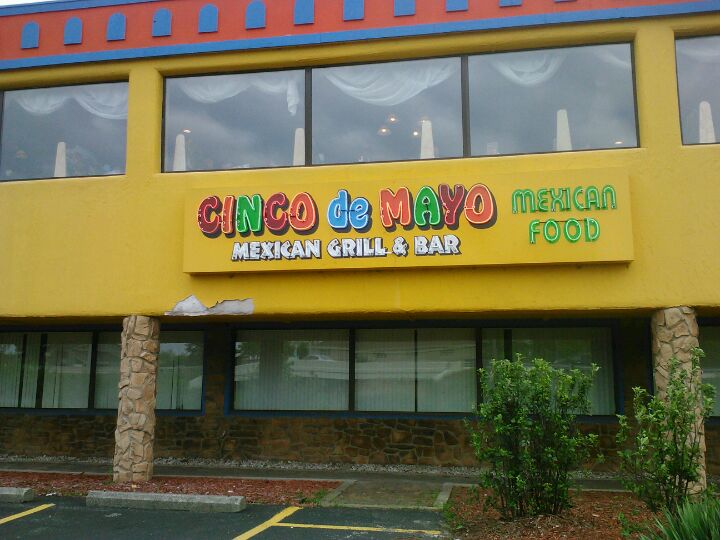 CINCO de MAYO
MEXICAN GRILL & BAR
MEXICAN
FOOD